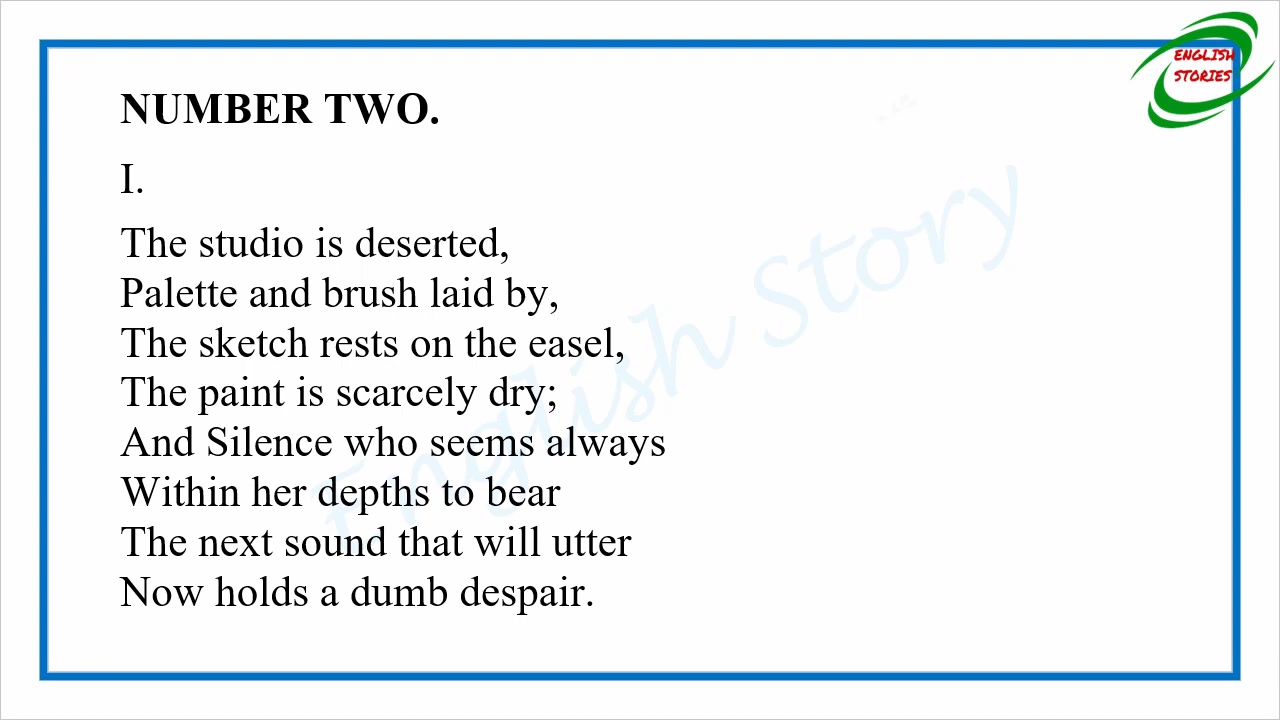 ENGLISH
STORIES
NUMBER TWO.
I.
The studio is deserted,
Palette and brush laid by,
The sketch rests on the easel,
The paint is scarcely dry;
And Silence who seems always
Within her depths to bear
The next sound that will utter
Now holds a dumb despair.
English Story